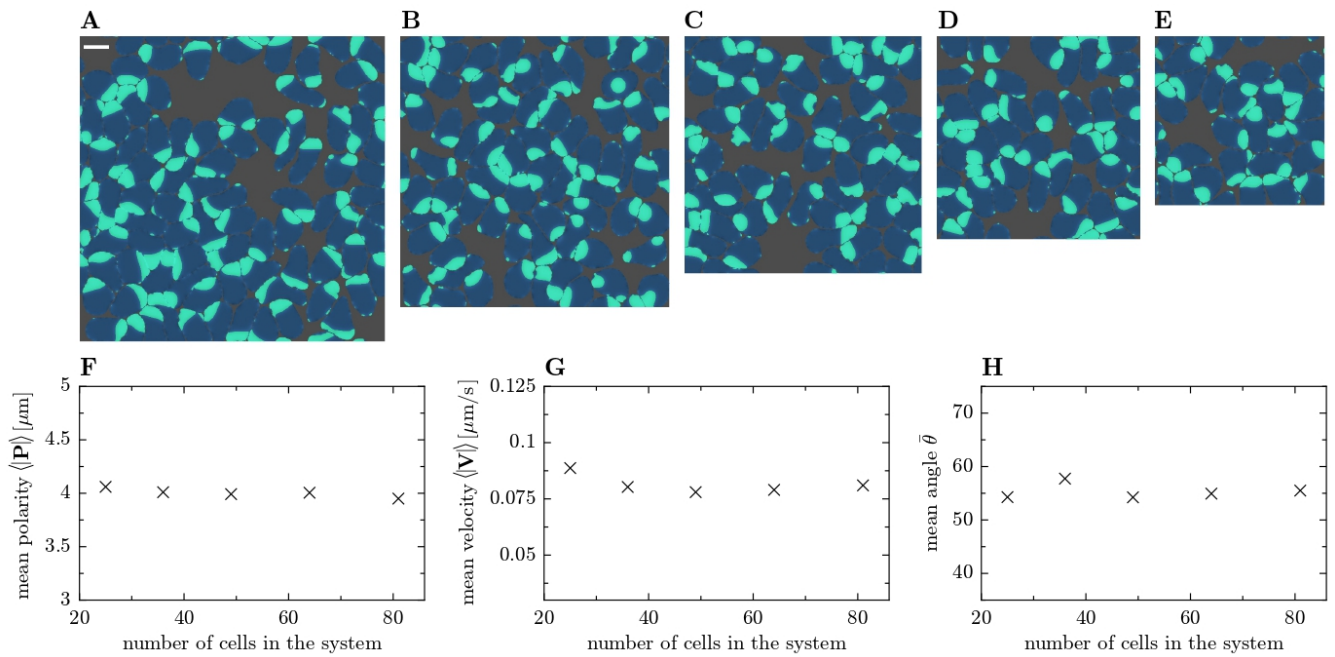 A
B
C
D
E
F
mean polarity ⟨|P|⟩ [μm]
5
4.5
4
3.5
3
20 40 60 80
number of cells in the system
G
mean velocity ⟨|V|⟩ [μm/s]
0.125
0.1
0.075
0.05
20 40 60 80
number of cells in the system
H
mean angle θ̄
70
60
50
40
20 40 60 80
number of cells in the system